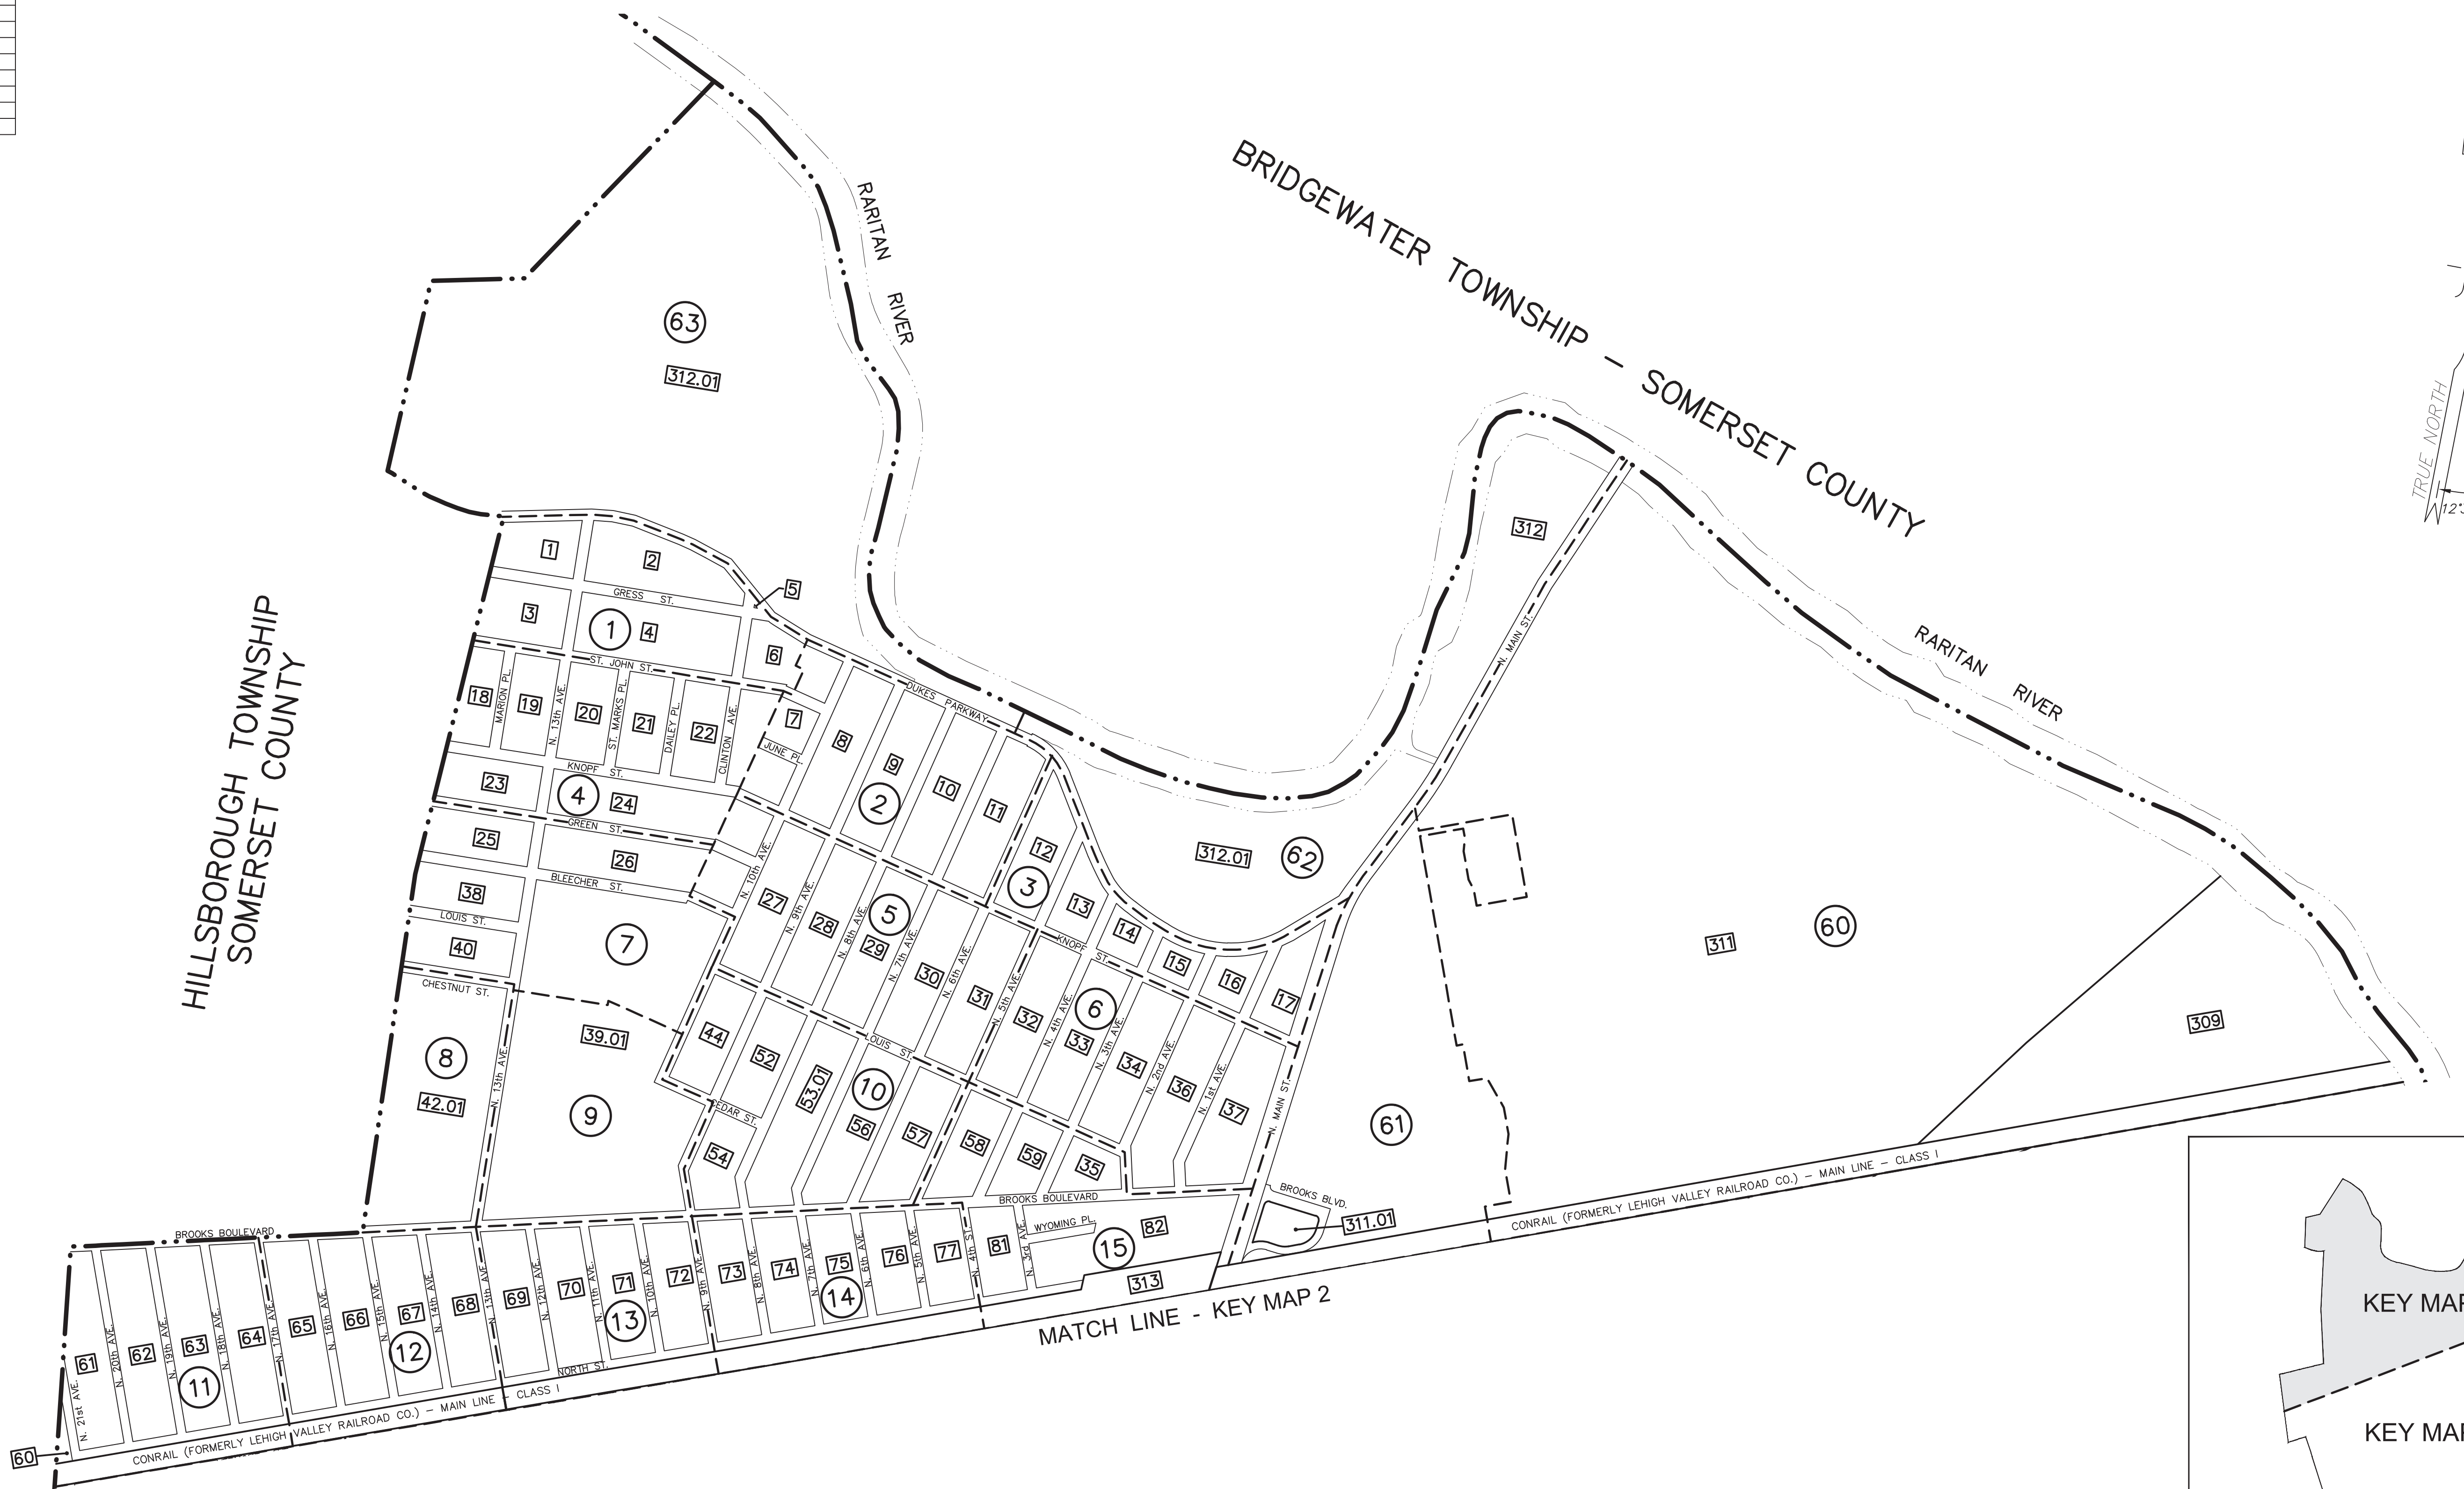 BRIDGEWATER TOWNSHIP - SOMERSET COUNTY
RARITAN RIVER
RARITAN RIVER
HILLSBOROUGH TOWNSHIP
SOMERSET COUNTY
TRUE NORTH
63
312.01
312
1
2
GRESS ST.
5
3
1
4
ST. JOHN ST.
6
DUKES PARKWAY
N. MAIN ST.
18
MARION PL.
19
N. 13th AVE.
20
ST. MARKS PL.
21
DAILEY PL.
22
CLINTON AVE.
7
JUNE PL.
8
9
10
11
2
KNOPF ST.
23
4
24
GREEN ST.
25
26
BLEECHER ST.
38
LOUIS ST.
40
CHESTNUT ST.
7
12
3
13
14
15
16
17
KNOPF ST.
312.01
62
60
311
309
N. 10th AVE.
27
N. 9th AVE.
28
5
N. 8th AVE.
29
N. 7th AVE.
30
N. 6th AVE.
31
N. 5th AVE.
32
N. 4th AVE.
6
33
N. 3th AVE.
34
N. 2nd AVE.
36
N. 1st AVE.
37
N. MAIN ST.
8
42.01
N. 13th AVE.
39.01
9
44
52
53.01
LOUIS ST.
10
56
57
58
59
35
CEDAR ST.
54
61
BROOKS BOULEVARD
BROOKS BOULEVARD
BROOKS BLVD.
311.01
WYOMING PL.
82
15
313
61
N. 21st AVE.
N. 20th AVE.
62
N. 19th AVE.
63
11
N. 18th AVE.
64
N. 17th AVE.
65
N. 16th AVE.
66
N. 15th AVE.
67
12
N. 14th AVE.
68
N. 13th AVE.
69
N. 12th AVE.
70
N. 11th AVE.
71
13
N. 10th AVE.
72
N. 9th AVE.
73
N. 8th AVE.
74
N. 7th AVE.
75
14
N. 6th AVE.
76
N. 5th AVE.
77
N. 4th ST.
81
N. 3rd AVE.
NORTH ST.
60
CONRAIL (FORMERLY LEHIGH VALLEY RAILROAD CO.) - MAIN LINE - CLASS I
CONRAIL (FORMERLY LEHIGH VALLEY RAILROAD CO.) - MAIN LINE - CLASS I
MATCH LINE - KEY MAP 2
KEY MAP
KEY MAP